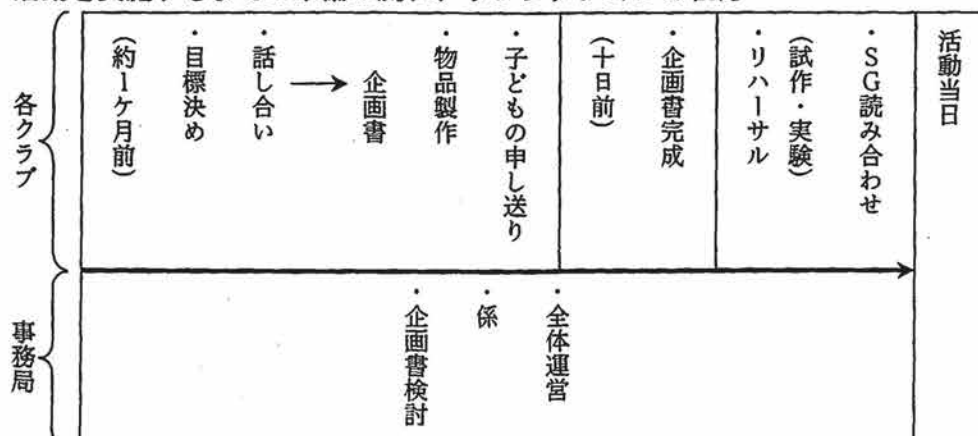 各クラブ
(約1ケ月前)
・目標決め
・話し合い
→企画書
・物品製作
・子どもの申し送り
(十日前)
・企画書完成
・リハーサル
(試作・実験)
・SG読み合わせ
活動当日
事務局
・企画書検討
・係
・全体運営